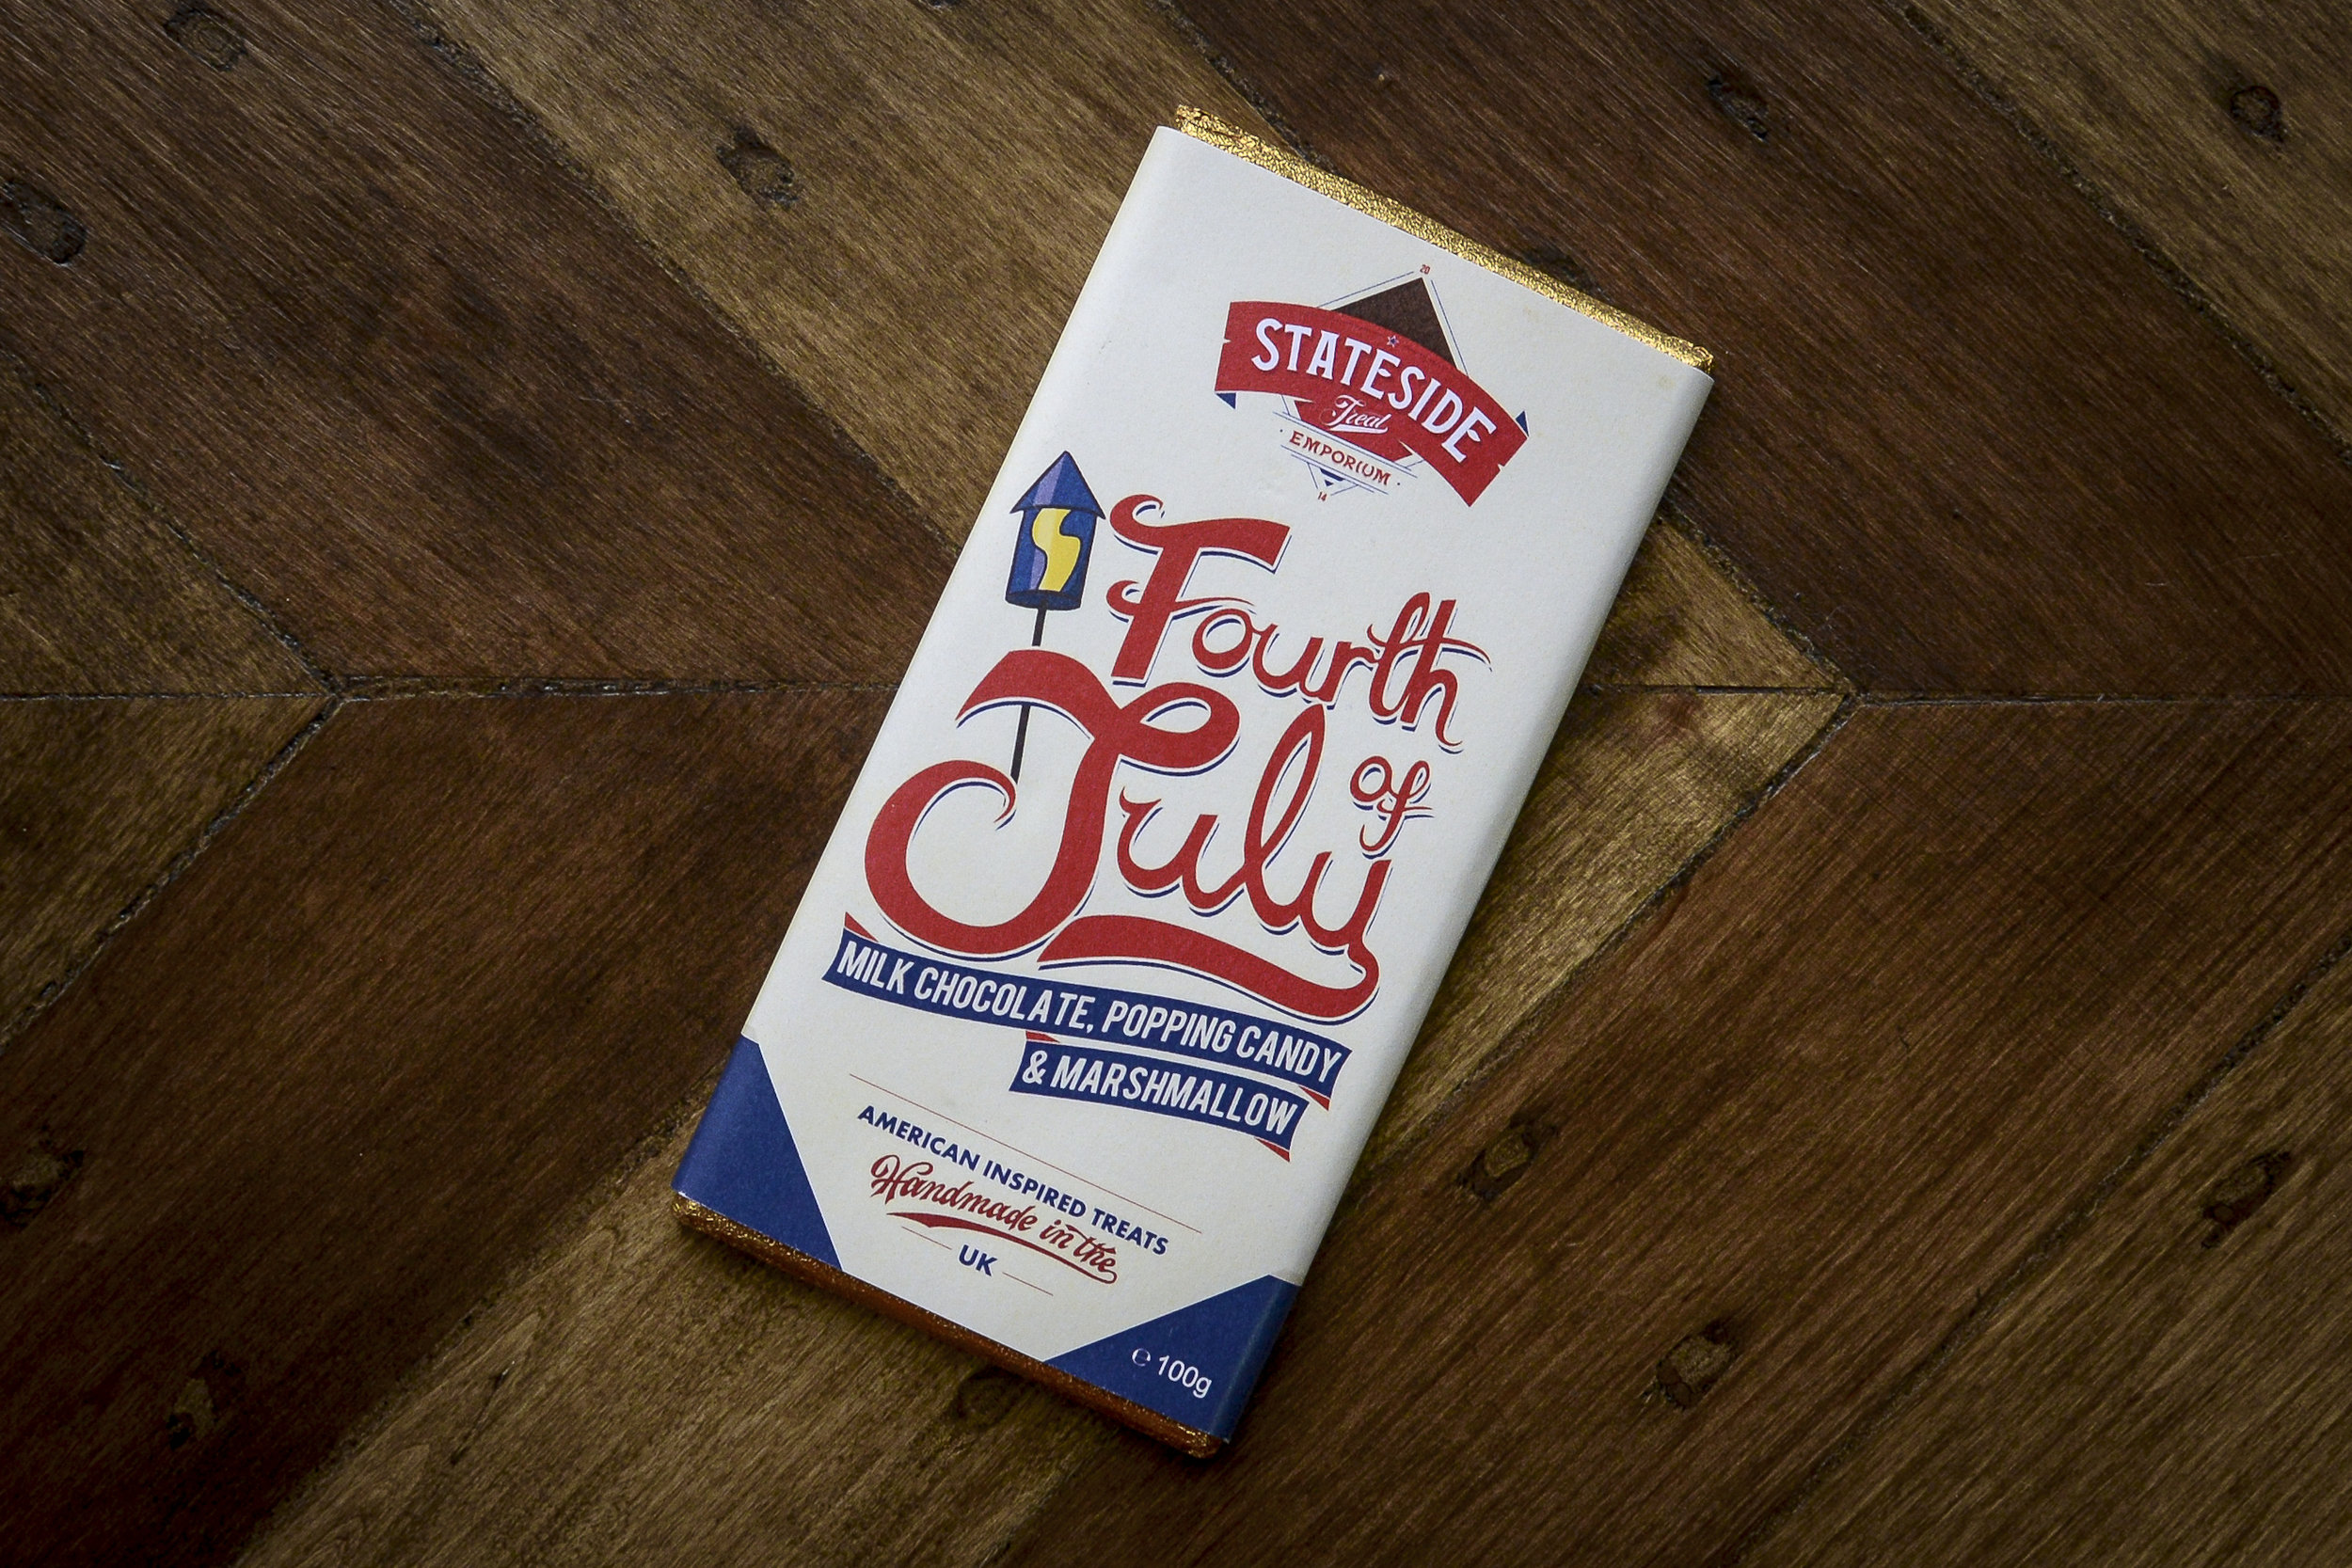 20
STATESIDE
Treat
· EMPORIUM ·
14
Fourth
of
July
MILK CHOCOLATE, POPPING CANDY
& MARSHMALLOW
AMERICAN INSPIRED TREATS
Handmade in the
UK
℮ 100g